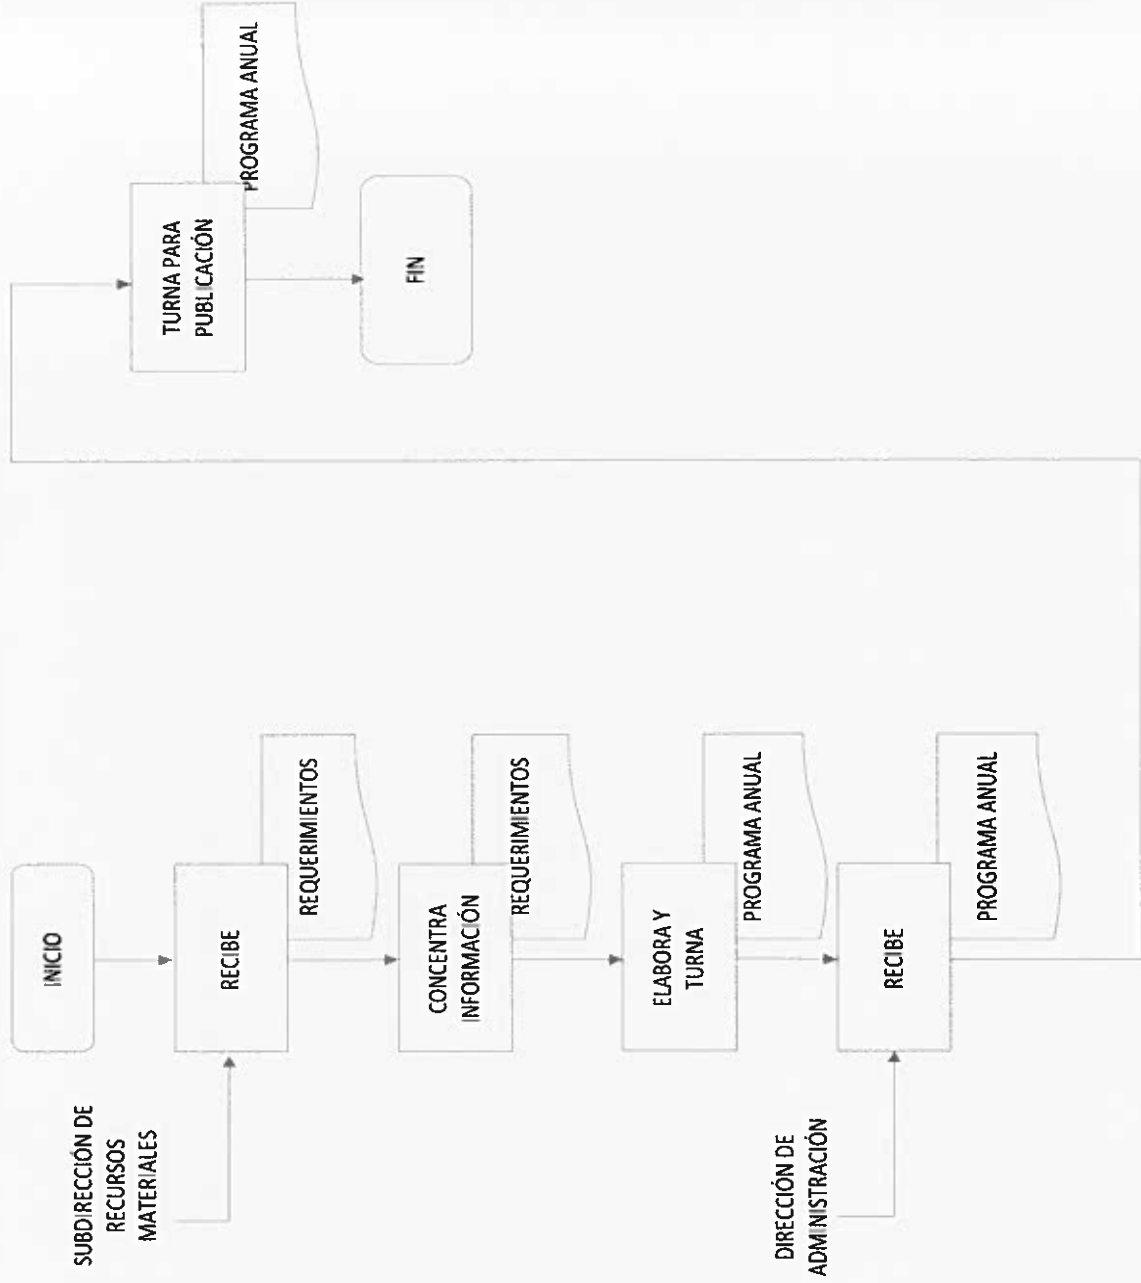 INICIO
SUBDIRECCIÓN DE
RECURSOS
MATERIALES
RECIBE
REQUERIMIENTOS
CONCENTRA
INFORMACIÓN
REQUERIMIENTOS
ELABORA Y
TURNA
PROGRAMA ANUAL
DIRECCIÓN DE
ADMINISTRACIÓN
RECIBE
PROGRAMA ANUAL
TURNA PARA
PUBLICACIÓN
PROGRAMA ANUAL
FIN